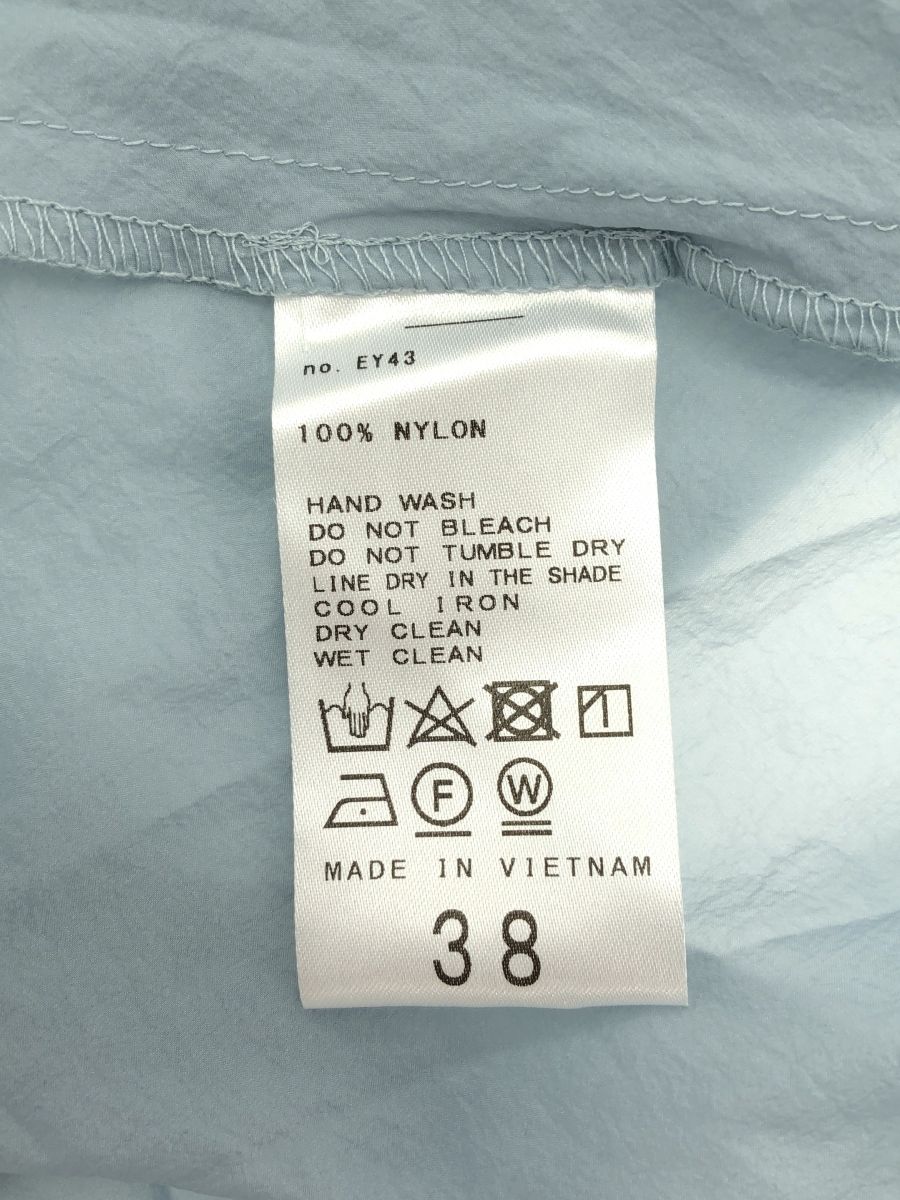 no. EY43
100% NYLON
HAND WASH
DO NOT BLEACH
DO NOT TUMBLE DRY
LINE DRY IN THE SHADE
COOL IRON
DRY CLEAN
WET CLEAN
F W
MADE IN VIETNAM
38